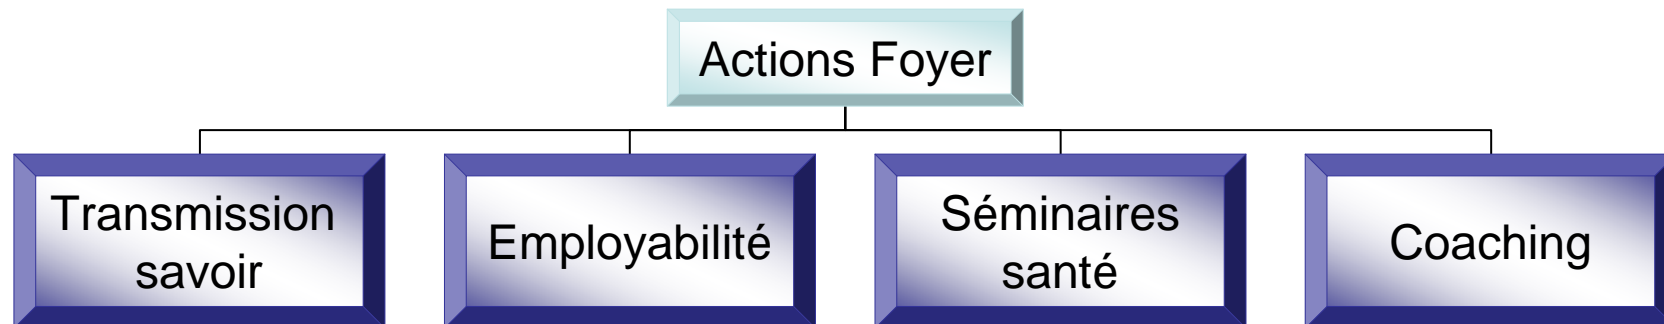 Actions Foyer
Transmission
savoir
Employabilité
Séminaires
santé
Coaching